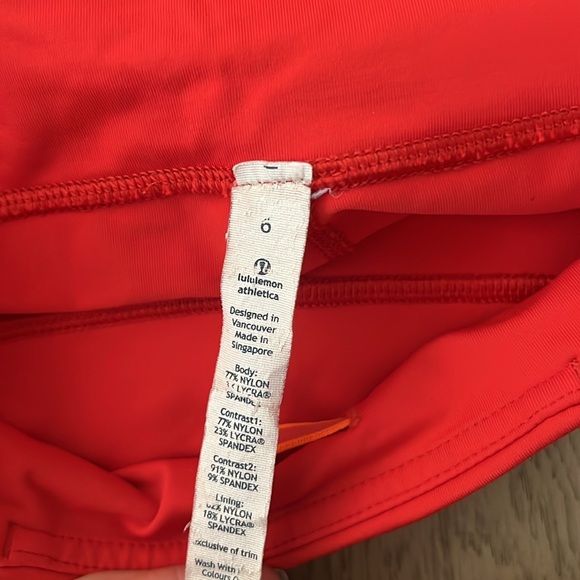 6
lululemon
athletica
Designed in
Vancouver
Made in
Singapore
Body:
77% NYLON
LYCRA®
SPANDEX
Contrast1:
77% NYLON
23% LYCRA®
SPANDEX
Contrast2:
91% NYLON
9% SPANDEX
Lining:
82% NYLON
18% LYCRA®
SPANDEX
exclusive of trim
Wash With
Colours